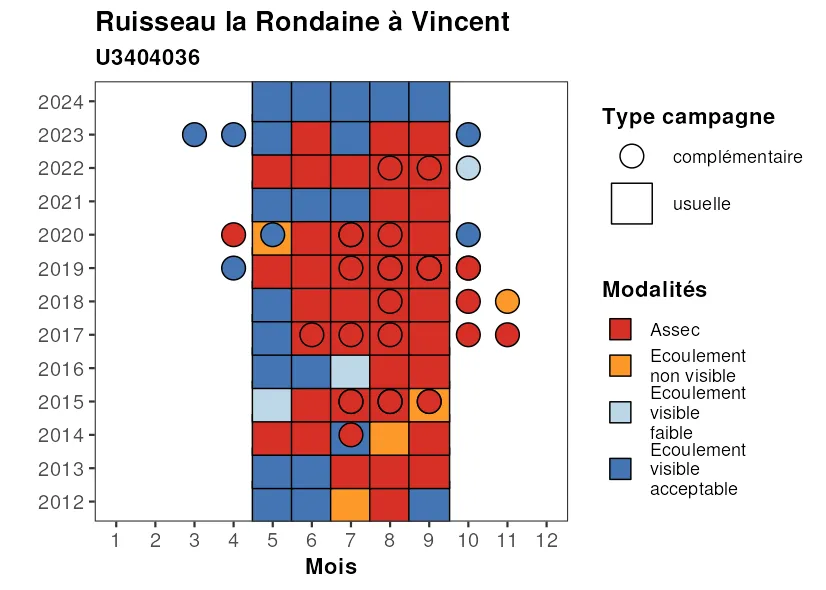 Ruisseau la Rondaine à Vincent
U3404036
2024
2023
2022
2021
2020
2019
2018
2017
2016
2015
2014
2013
2012
1 2 3 4 5 6 7 8 9 10 11 12
Mois
Type campagne
complémentaire
usuelle
Modalités
Assec
Ecoulement
non visible
Ecoulement
visible
faible
Ecoulement
visible
acceptable